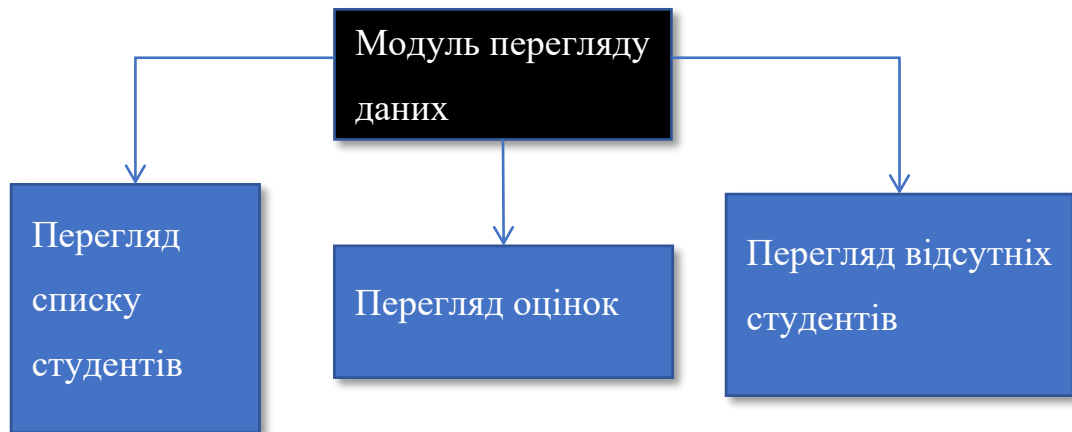 Модуль перегляду
даних
Перегляд
списку
студентів
Перегляд оцінок
Перегляд відсутніх
студентів